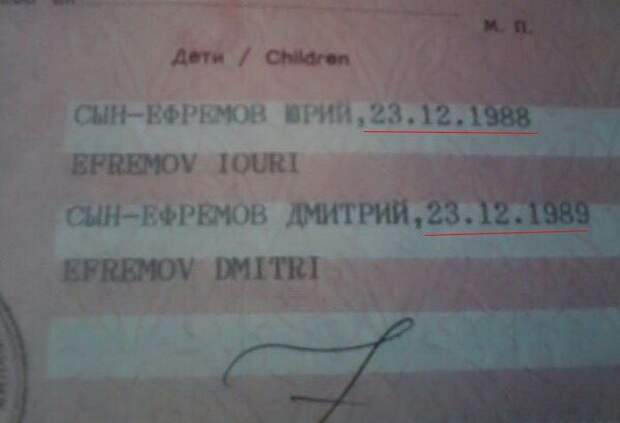 М. П.
Дети / Children
СЫН-ЕФРЕМОВ ЮРИЙ,23.12.1988
EFREMOV IOURI
СЫН-ЕФРЕМОВ ДМИТРИЙ,23.12.1989
EFREMOV DMITRI